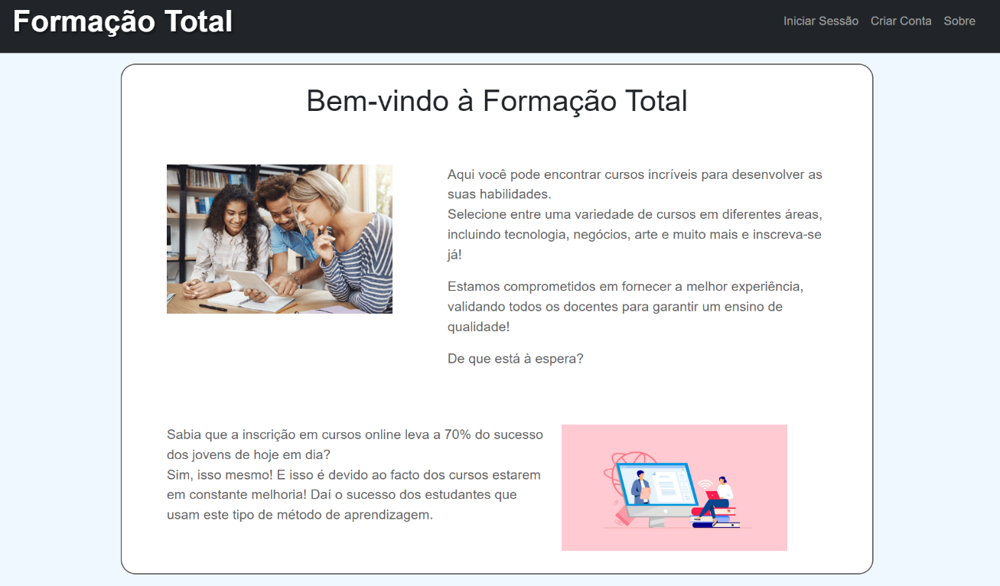 Formação Total
Iniciar Sessão Criar Conta Sobre
Bem-vindo à Formação Total
Aqui você pode encontrar cursos incríveis para desenvolver as
suas habilidades.
Selecione entre uma variedade de cursos em diferentes áreas,
incluindo tecnologia, negócios, arte e muito mais e inscreva-se
já!
Estamos comprometidos em fornecer a melhor experiência,
validando todos os docentes para garantir um ensino de
qualidade!
De que está à espera?
Sabia que a inscrição em cursos online leva a 70% do sucesso
dos jovens de hoje em dia?
Sim, isso mesmo! E isso é devido ao facto dos cursos estarem
em constante melhoria! Daí o sucesso dos estudantes que
usam este tipo de método de aprendizagem.